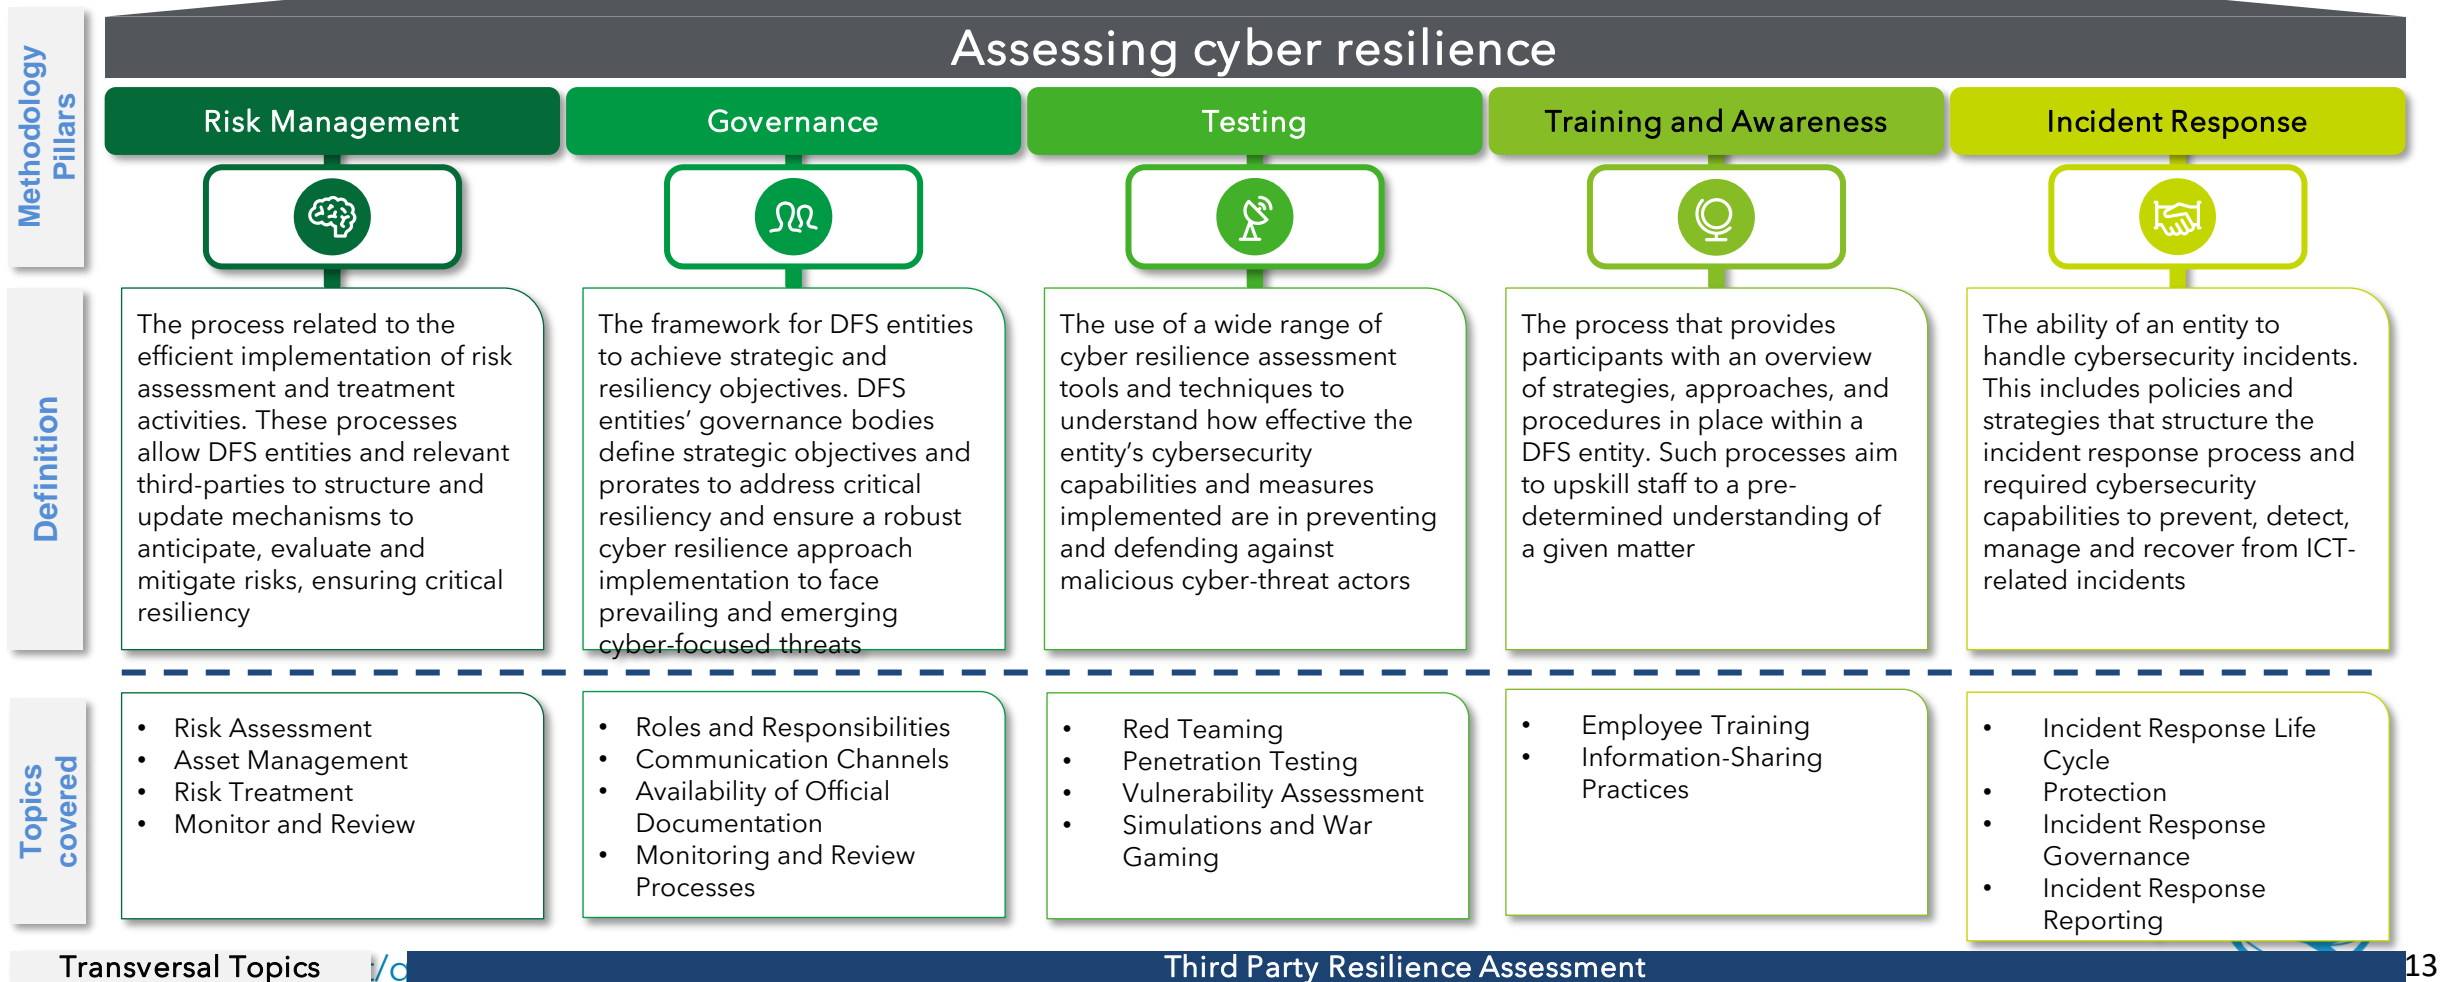 Assessing cyber resilience
Methodology
Pillars
Risk Management
Governance
Testing
Training and Awareness
Incident Response
Definition
The process related to the
efficient implementation of risk
assessment and treatment
activities. These processes
allow DFS entities and relevant
third-parties to structure and
update mechanisms to
anticipate, evaluate and
mitigate risks, ensuring critical
resiliency
The framework for DFS entities
to achieve strategic and
resiliency objectives. DFS
entities’ governance bodies
define strategic objectives and
prorates to address critical
resiliency and ensure a robust
cyber resilience approach
implementation to face
prevailing and emerging
cyber-focused threats
The use of a wide range of
cyber resilience assessment
tools and techniques to
understand how effective the
entity’s cybersecurity
capabilities and measures
implemented are in preventing
and defending against
malicious cyber-threat actors
The process that provides
participants with an overview
of strategies, approaches, and
procedures in place within a
DFS entity. Such processes aim
to upskill staff to a pre-
determined understanding of
a given matter
The ability of an entity to
handle cybersecurity incidents.
This includes policies and
strategies that structure the
incident response process and
required cybersecurity
capabilities to prevent, detect,
manage and recover from ICT-
related incidents
Topics
covered
• Risk Assessment
• Asset Management
• Risk Treatment
• Monitor and Review
• Roles and Responsibilities
• Communication Channels
• Availability of Official
Documentation
• Monitoring and Review
Processes
• Red Teaming
• Penetration Testing
• Vulnerability Assessment
• Simulations and War
Gaming
• Employee Training
• Information-Sharing
Practices
• Incident Response Life
Cycle
• Protection
• Incident Response
Governance
• Incident Response
Reporting
Transversal Topics
Third Party Resilience Assessment
13